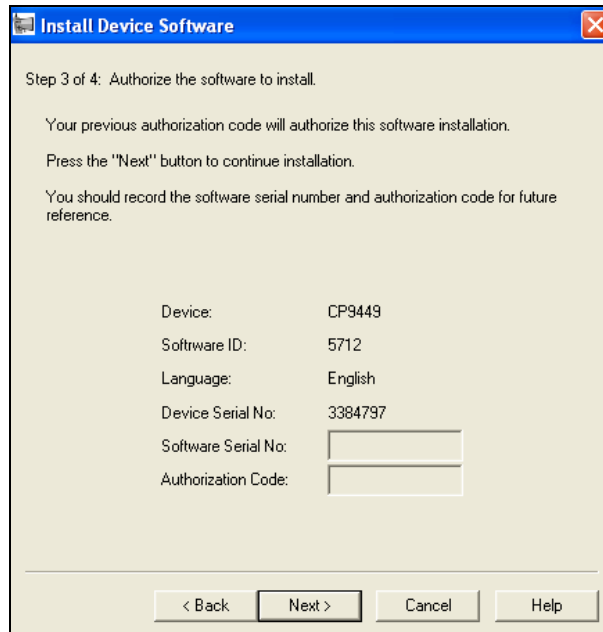 Install Device Software
Step 3 of 4: Authorize the software to install.
Your previous authorization code will authorize this software installation.
Press the "Next" button to continue installation.
You should record the software serial number and authorization code for future
reference.
Device: CP9449
Softrware ID: 5712
Language: English
Device Serial No: 3384797
Software Serial No:
Authorization Code:
< Back Next > Cancel Help